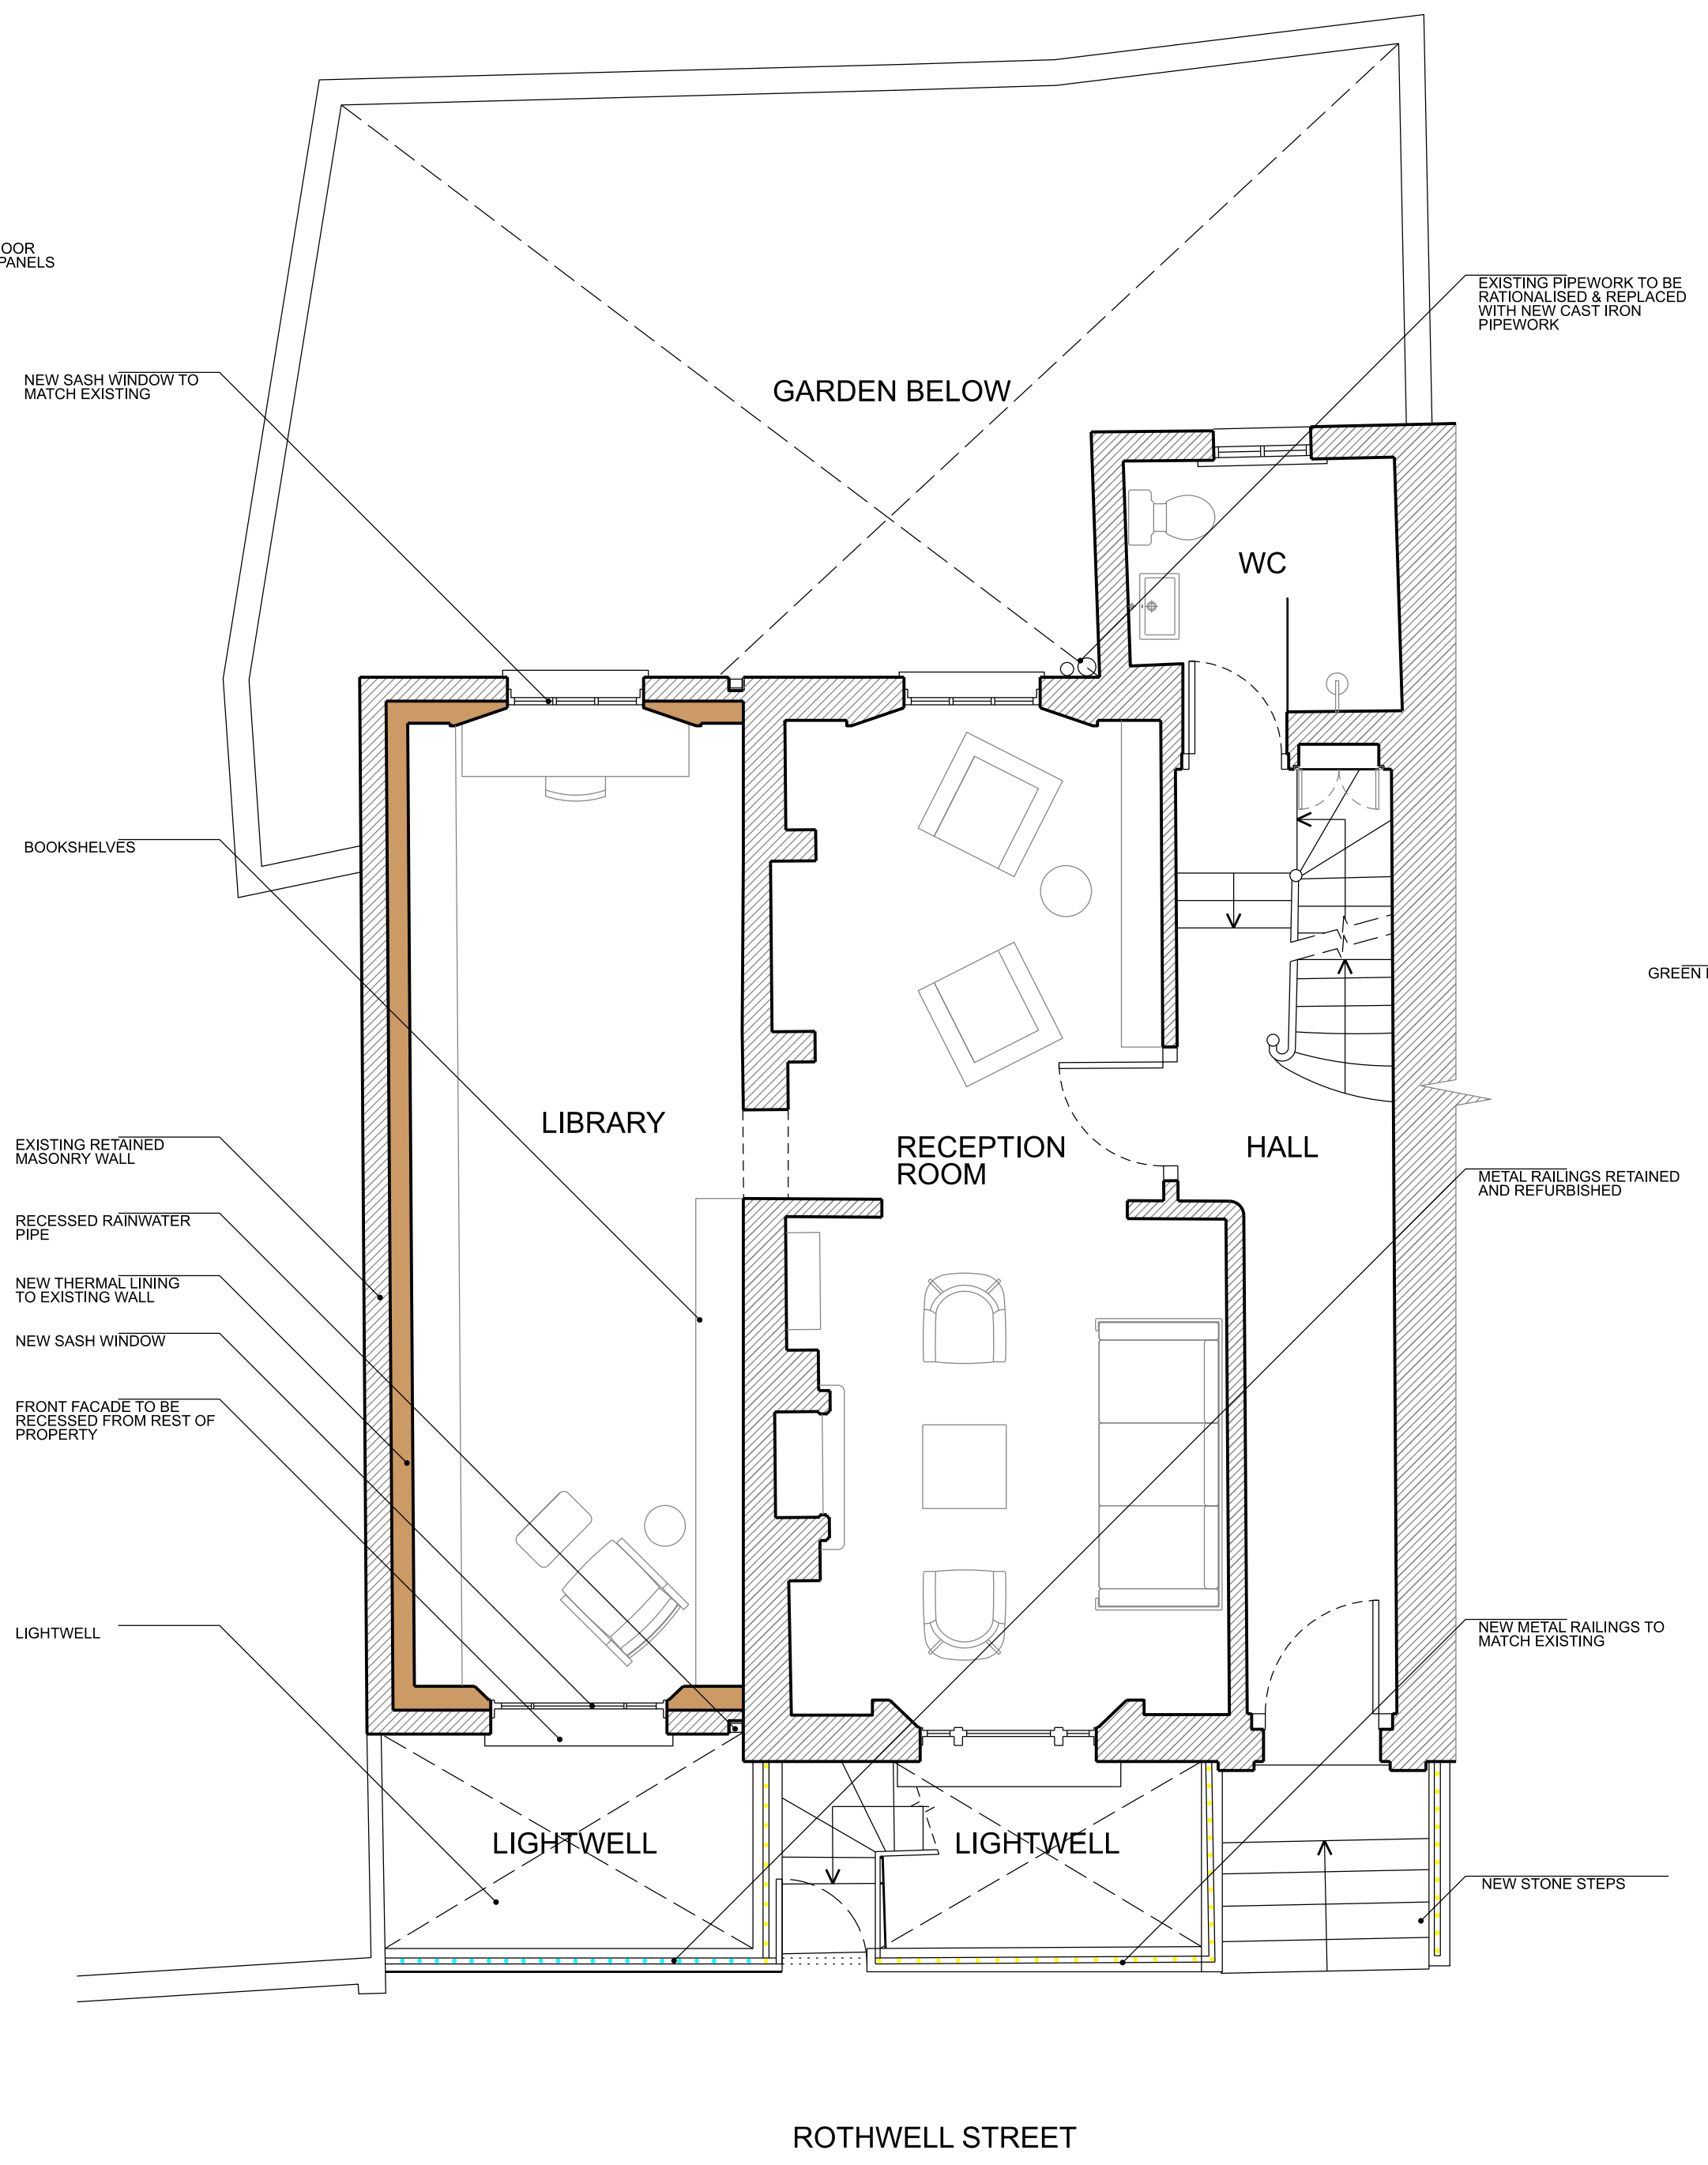 OOR
PANELS
NEW SASH WINDOW TO
MATCH EXISTING
BOOKSHELVES
EXISTING RETAINED
MASONRY WALL
RECESSED RAINWATER
PIPE
NEW THERMAL LINING
TO EXISTING WALL
NEW SASH WINDOW
FRONT FACADE TO BE
RECESSED FROM REST OF
PROPERTY
LIGHTWELL
GARDEN BELOW
WC
LIBRARY
RECEPTION
ROOM
HALL
LIGHTWELL
LIGHTWELL
EXISTING PIPEWORK TO BE
RATIONALISED & REPLACED
WITH NEW CAST IRON
PIPEWORK
GREEN
METAL RAILINGS RETAINED
AND REFURBISHED
NEW METAL RAILINGS TO
MATCH EXISTING
NEW STONE STEPS
ROTHWELL STREET